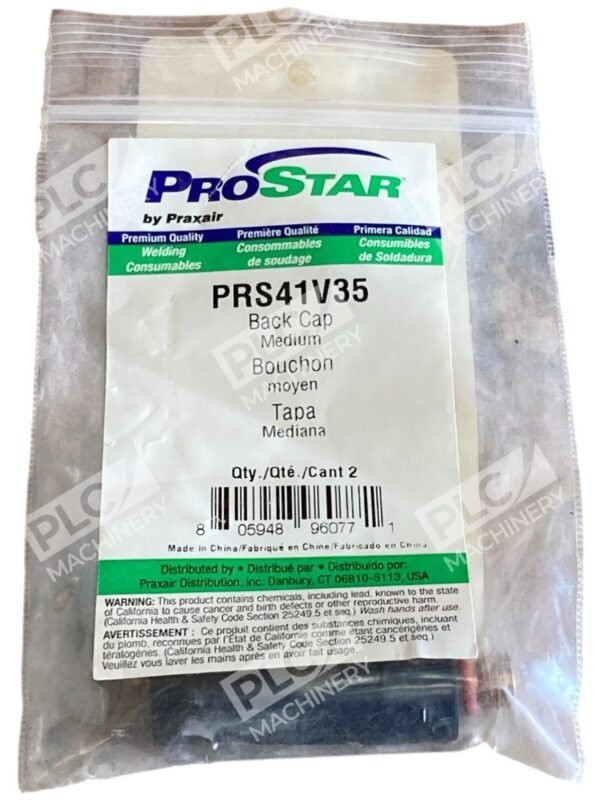 PROSTAR®
by Praxair
Premium Quality
Welding
Consumables
Première Qualité
Consommables
de soudage
Primera Calidad
Consumibles
de Soldadura
PRS41V35
Back Cap
Medium
Bouchon
moyen
Tapa
Mediana
Qty./Qté./Cant 2
8 05948 96077 1
Made in China/Fabriqué en Chine/Fabricado en China
Distributed by • Distribué par • Distribuido por:
Praxair Distribution, Inc. Danbury, CT 06810-5113, USA
WARNING: This product contains chemicals, including lead, known to the state
of California to cause cancer and birth defects or other reproductive harm.
(California Health & Safety Code Section 25249.5 et seq.) Wash hands after use.
AVERTISSEMENT : Ce produit contient des substances chimiques, incluant
du plomb, reconnues par l'État de Californie comme étant cancérigènes et
tératogènes. (California Health & Safety Code Section 25249.5 et seq.)
Veuillez vous laver les mains après en avoir fait usage.
PLC MACHINERY